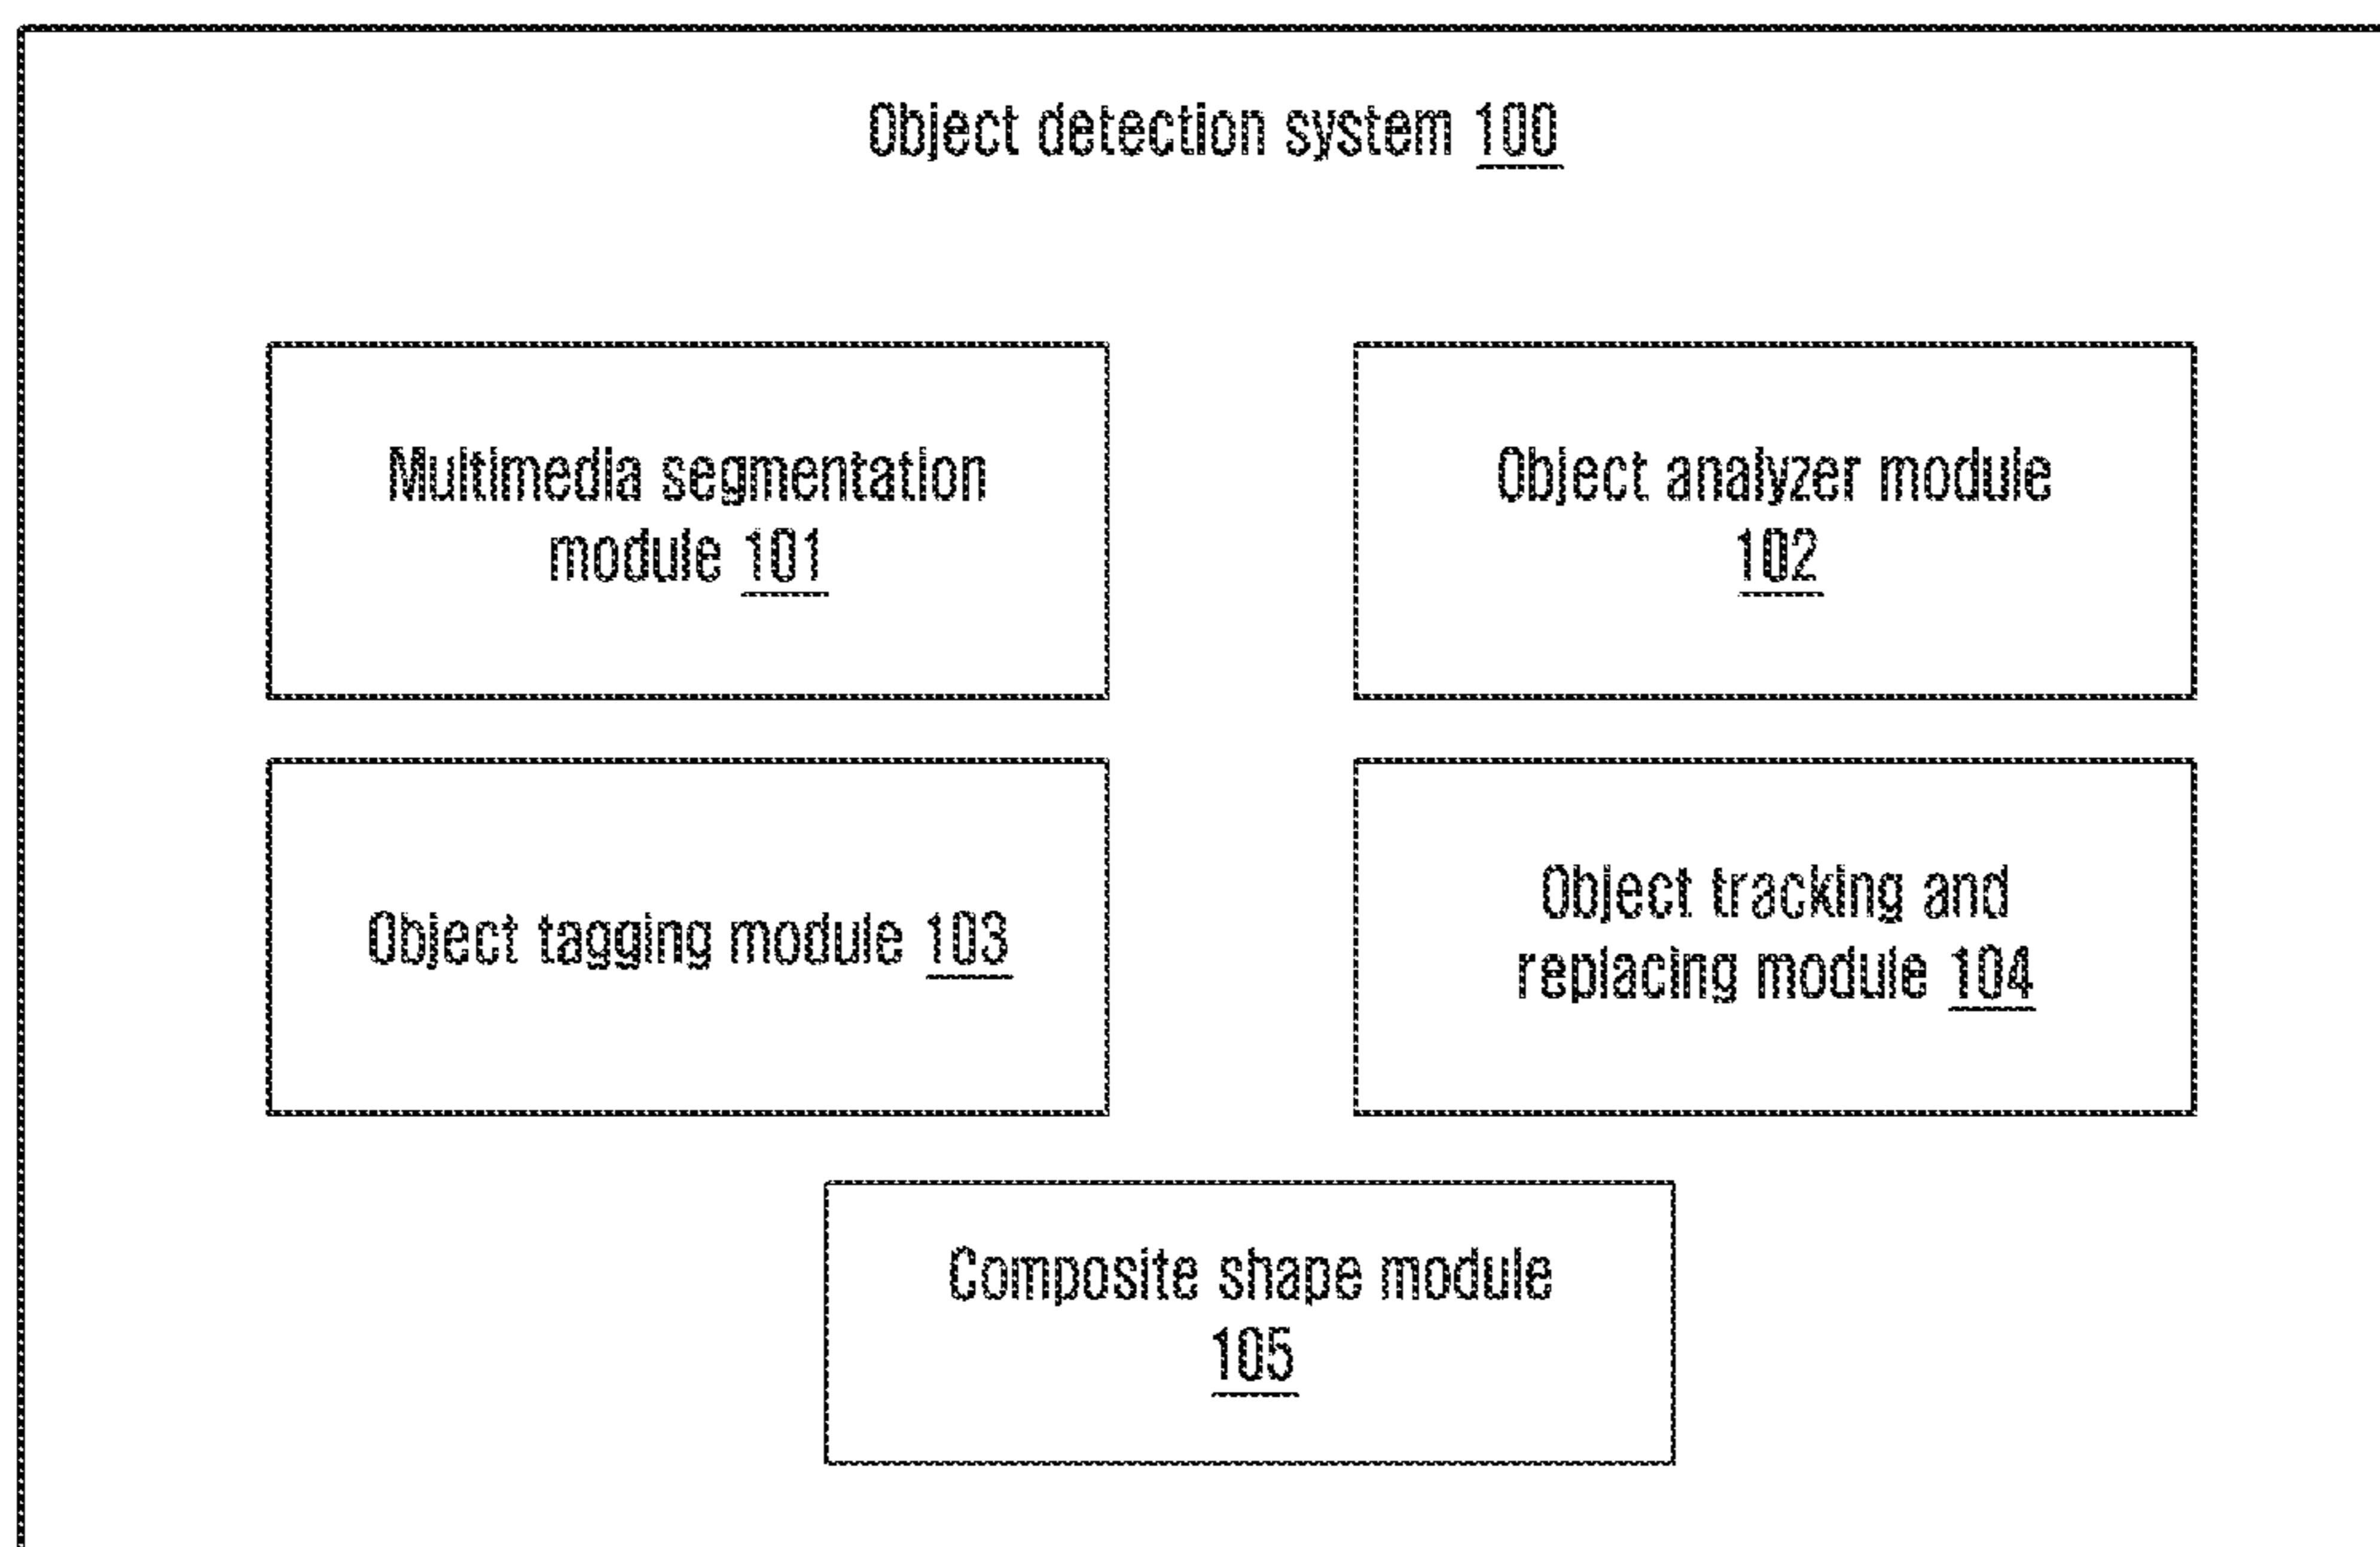 Object detection system 100
Multimedia segmentation
module 101
Object analyzer module
102
Object tagging module 103
Object tracking and
replacing module 104
Composite shape module
105